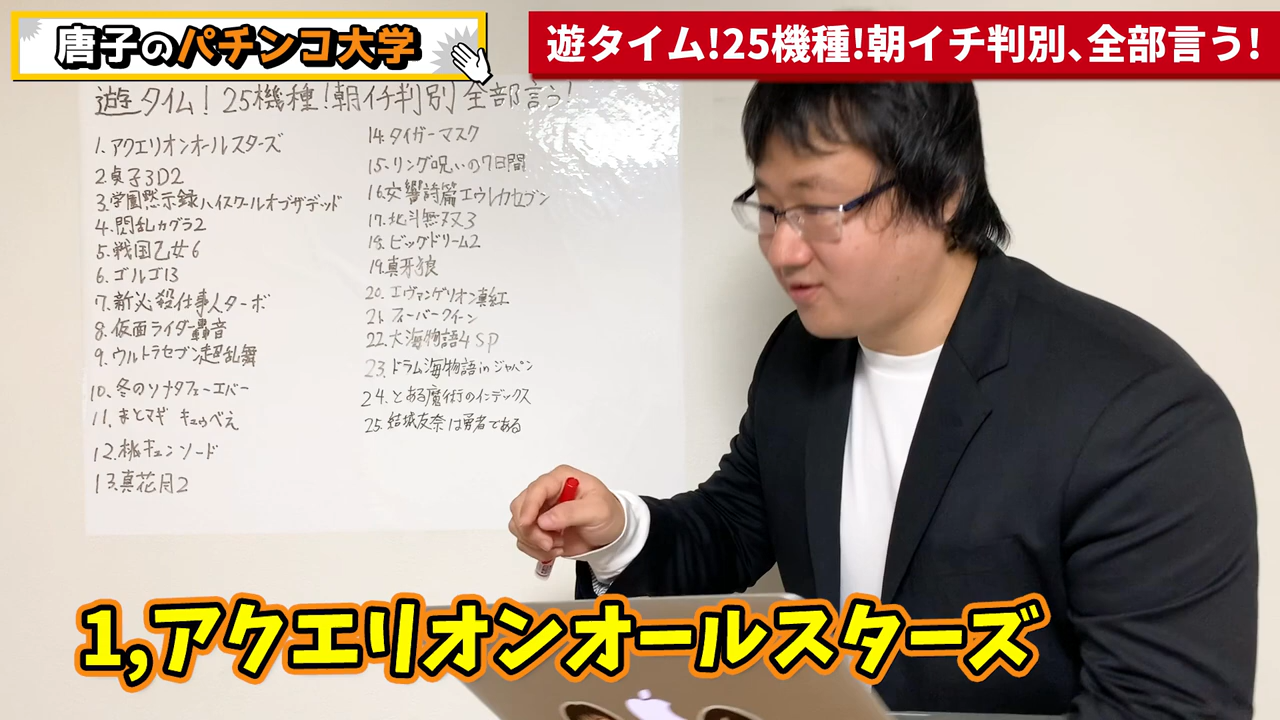 唐子のパチンコ大学
遊タイム!25機種!朝イチ判別、全部言う!
遊タイム!25機種!朝イチ判別 全部言う!
1.アクエリオンオールスターズ
2.貞子3D2
3.学園黙示録ハイスクールオブザデッド
4.閃乱カグラ2
5.戦国乙女6
6.ゴルゴ13
7.新必殺仕事人ターボ
8.仮面ライダー轟音
9.ウルトラセブン超乱舞
10.冬のソナタフォーエバー
11.まどマギ キュゥべえ
12.桃キュンソード
13.真花月2
14.タイガーマスク
15.リング呪いの7日間
16.交響詩篇エウレカセブン
17.北斗無双3
18.ビッグドリーム2
19.真牙狼
20.エヴァンゲリオン真紅
21.フィーバークイーン
22.大海物語4SP
23.ドラム海物語inジャパン
24.とある魔術のインデックス
25.結城友奈は勇者である
1,アクエリオンオールスターズ